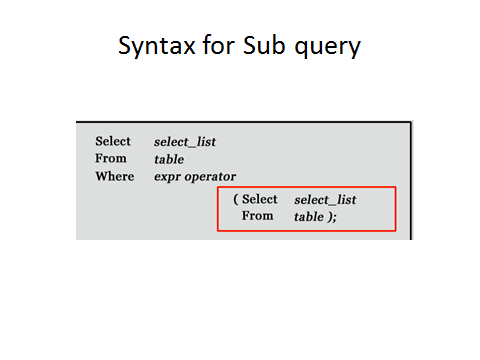 Syntax for Sub query
Select select_list
From table
Where expr operator
( Select select_list
From table );